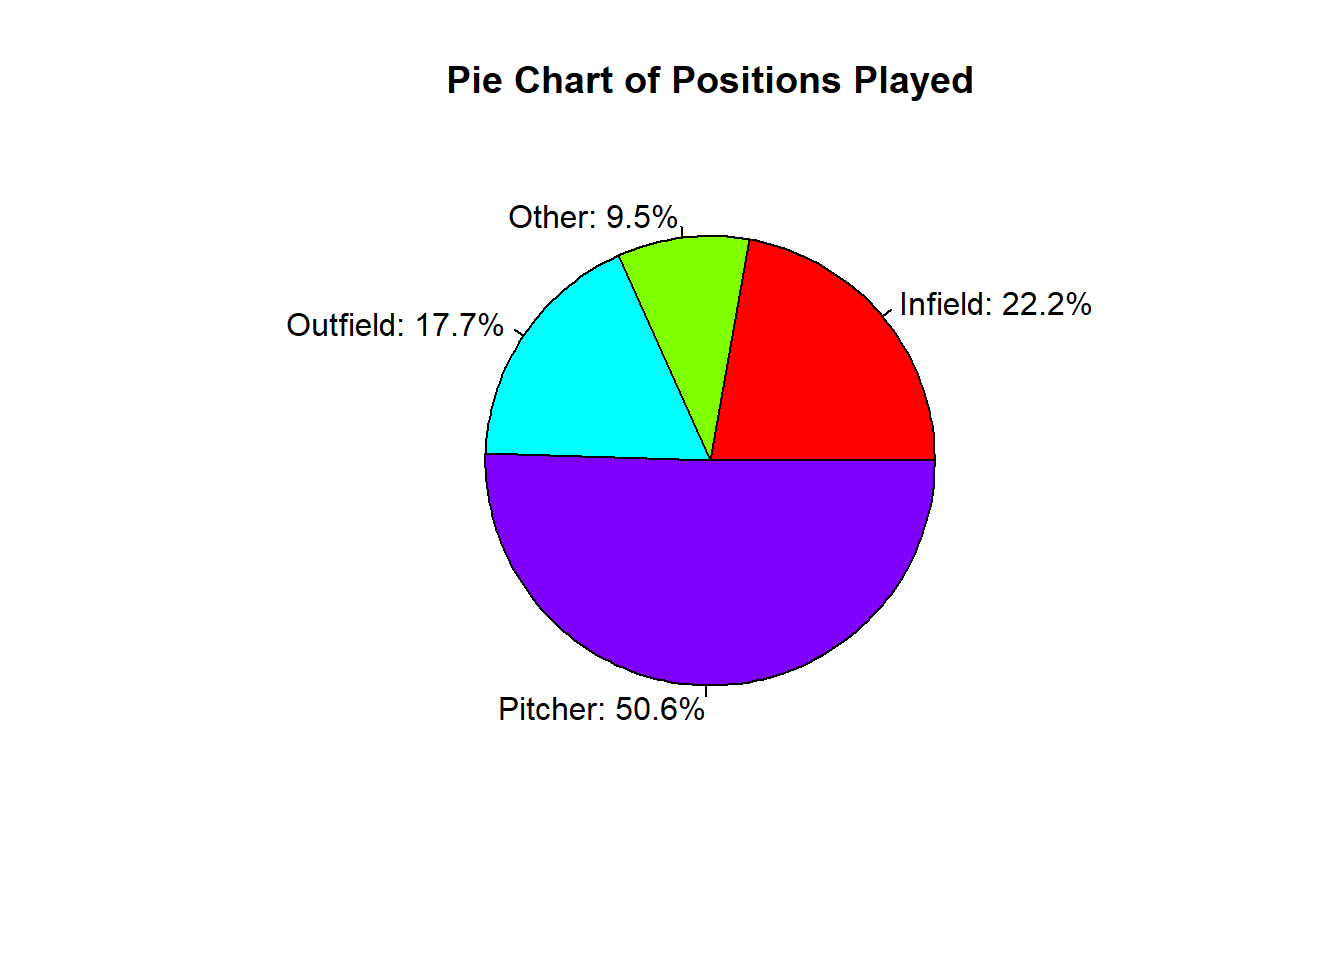 Pie Chart of Positions Played
Other: 9.5%
Infield: 22.2%
Outfield: 17.7%
Pitcher: 50.6%